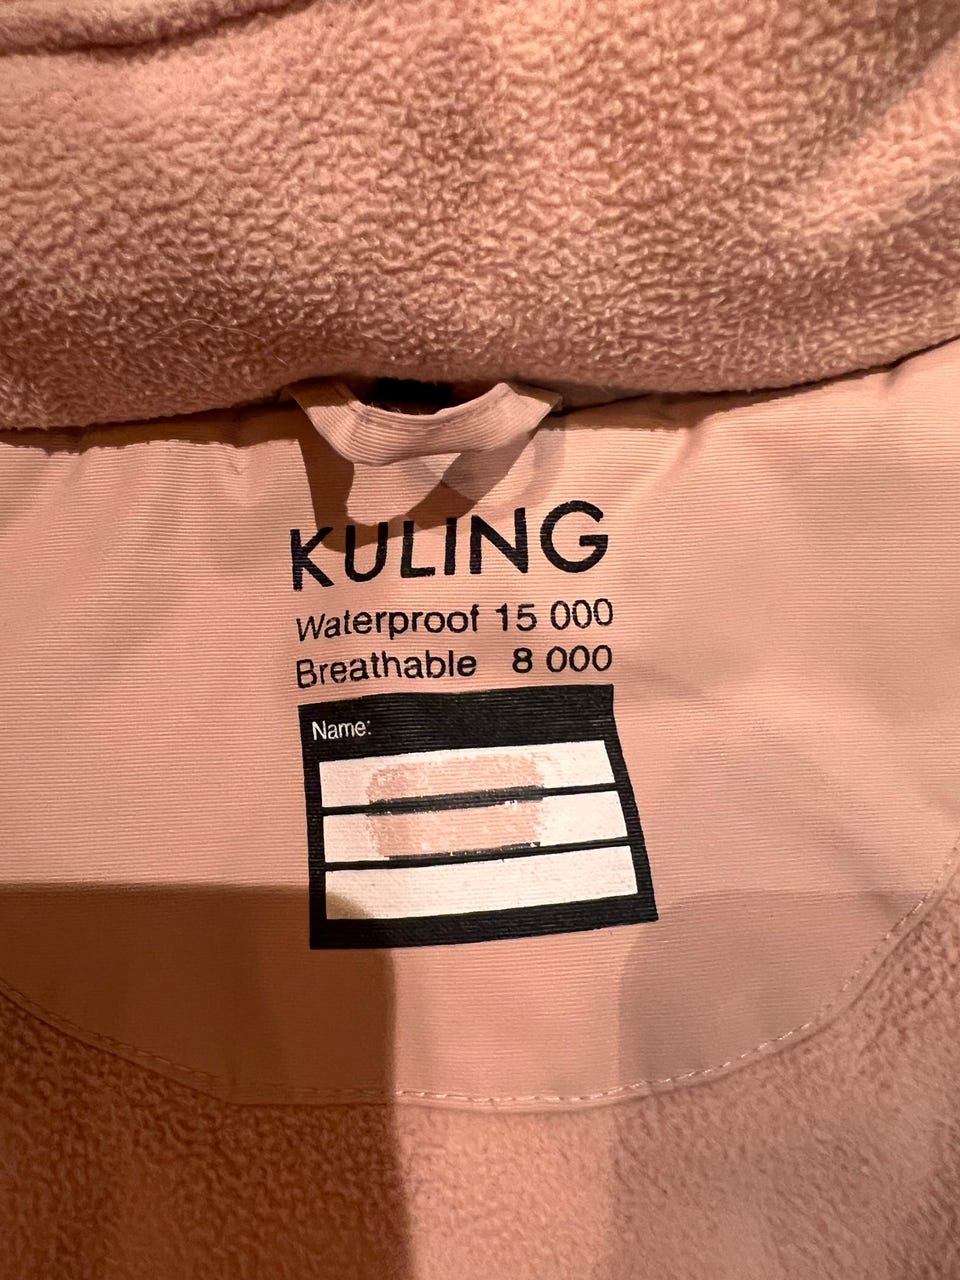 KULING
Waterproof 15 000
Breathable 8 000
Name: